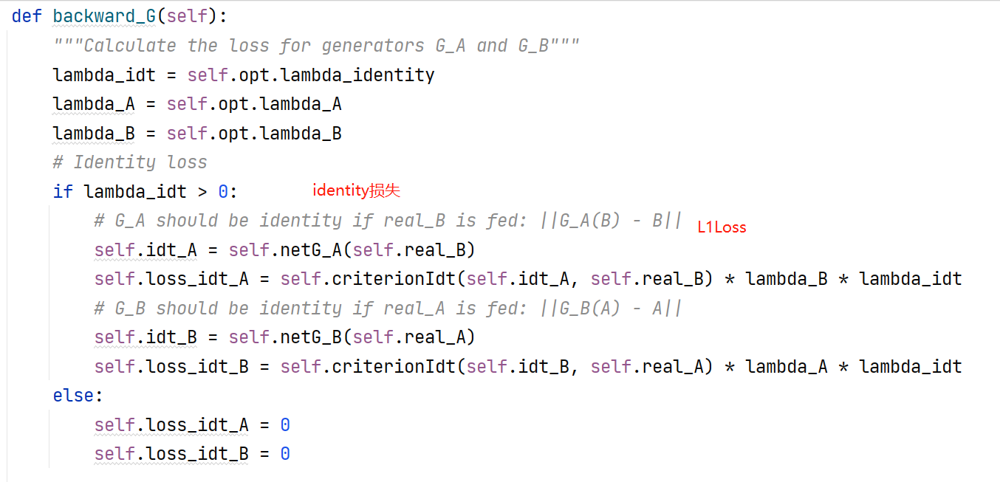 def backward_G(self):
"""Calculate the loss for generators G_A and G_B"""
lambda_idt = self.opt.lambda_identity
lambda_A = self.opt.lambda_A
lambda_B = self.opt.lambda_B
# Identity loss
if lambda_idt > 0: identity损失
# G_A should be identity if real_B is fed: ||G_A(B) - B|| L1Loss
self.idt_A = self.netG_A(self.real_B)
self.loss_idt_A = self.criterionIdt(self.idt_A, self.real_B) * lambda_B * lambda_idt
# G_B should be identity if real_A is fed: ||G_B(A) - A||
self.idt_B = self.netG_B(self.real_A)
self.loss_idt_B = self.criterionIdt(self.idt_B, self.real_A) * lambda_A * lambda_idt
else:
self.loss_idt_A = 0
self.loss_idt_B = 0